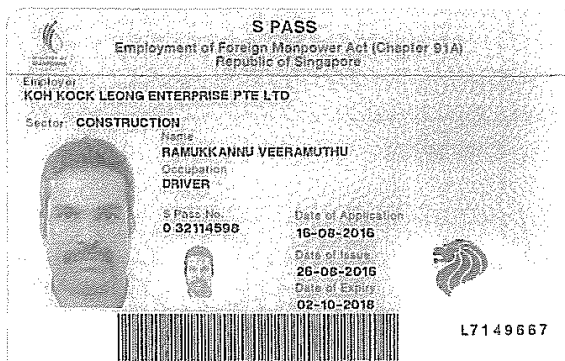 S PASS
Employment of Foreign Manpower Act (Chapter 91A)
Republic of Singapore
Employer
KOH KOCK LEONG ENTERPRISE PTE LTD
Sector: CONSTRUCTION
Name
RAMUKKANNU VEERAMUTHU
Occupation
DRIVER
S Pass No.
0 32114598
Date of Application
16-08-2016
Date of Issue
26-08-2016
Date of Expiry
02-10-2018
L7149667